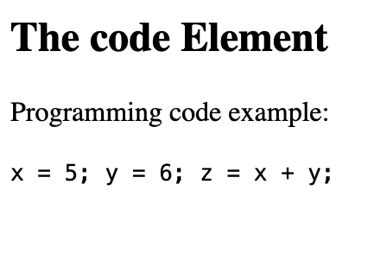 The code Element
Programming code example:
x = 5; y = 6; z = x + y;